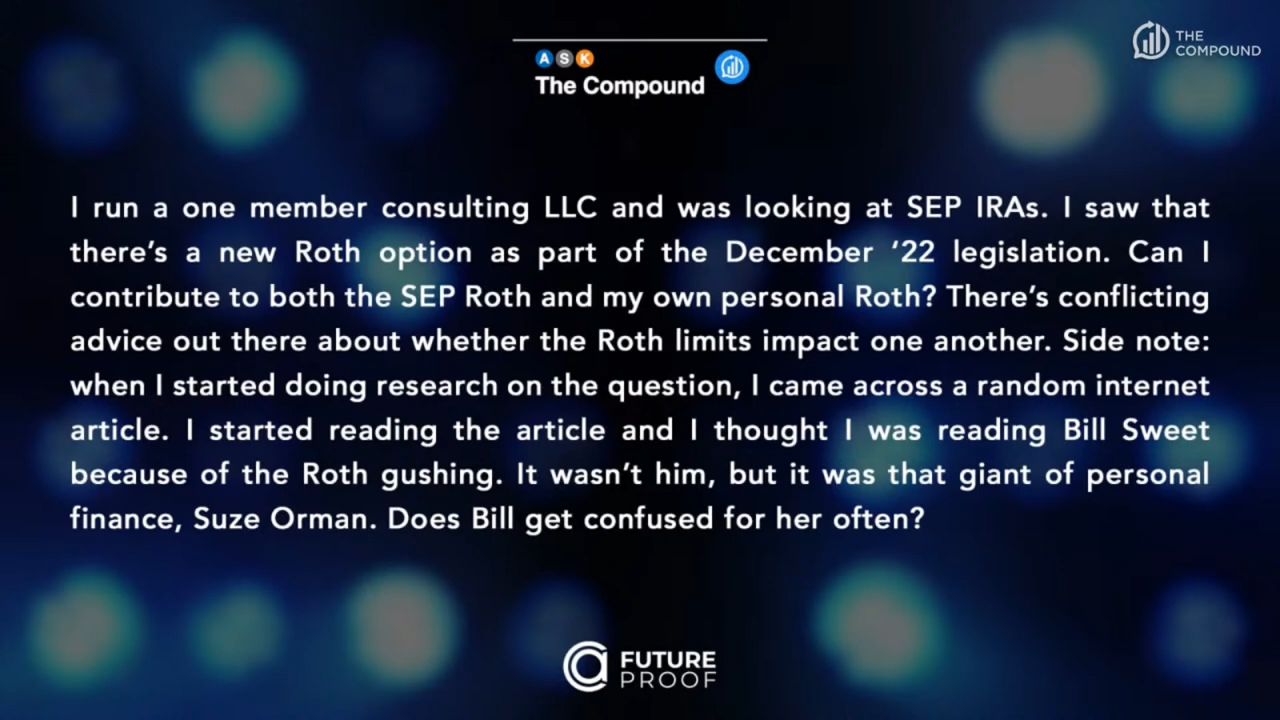 THE
COMPOUND
A S K
The Compound
I run a one member consulting LLC and was looking at SEP IRAs. I saw that
there’s a new Roth option as part of the December ‘22 legislation. Can I
contribute to both the SEP Roth and my own personal Roth? There’s conflicting
advice out there about whether the Roth limits impact one another. Side note:
when I started doing research on the question, I came across a random internet
article. I started reading the article and I thought I was reading Bill Sweet
because of the Roth gushing. It wasn’t him, but it was that giant of personal
finance, Suze Orman. Does Bill get confused for her often?
FUTURE
PROOF